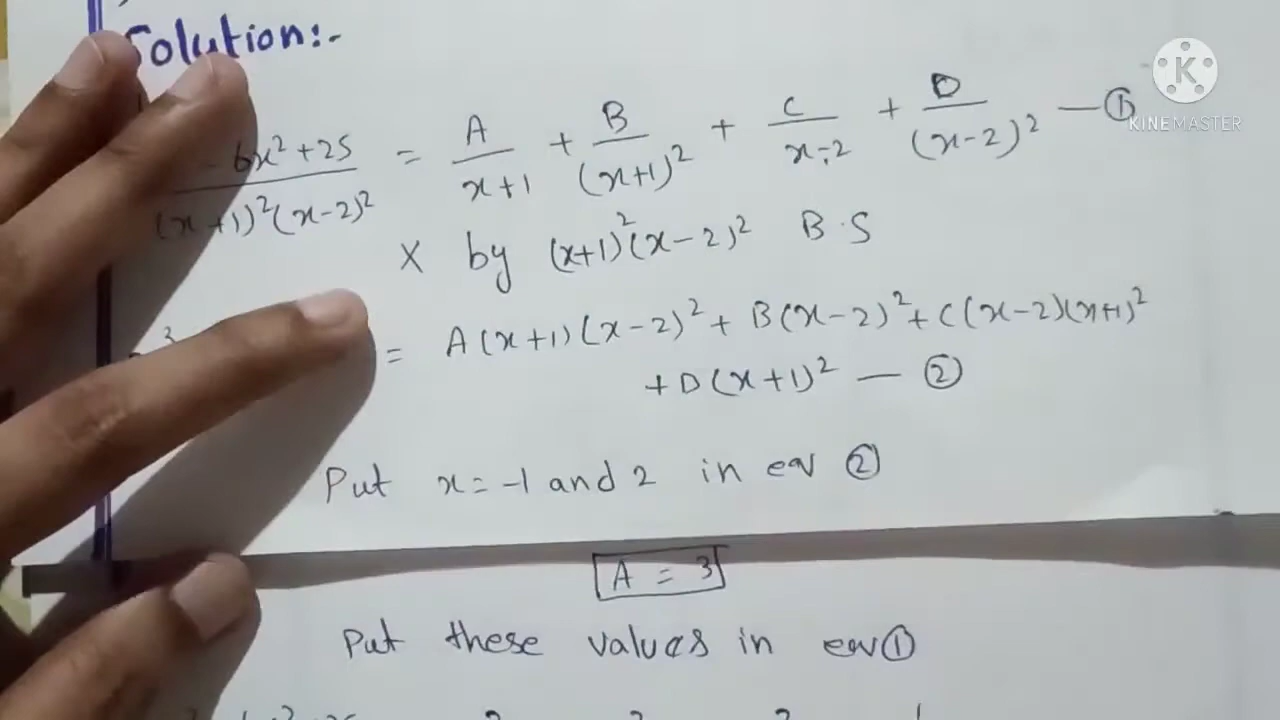 Solution:-
6x² + 25 / (x+1)²(x-2)² = A/x+1 + B/(x+1)² + C/x-2 + D/(x-2)² — ①
KINEMASTER
× by (x+1)²(x-2)² B.S
= A(x+1)(x-2)² + B(x-2)² + C(x-2)(x+1)²
+ D(x+1)² — ②
Put x = -1 and 2 in eq ②
A = 3
Put these values in eq ①